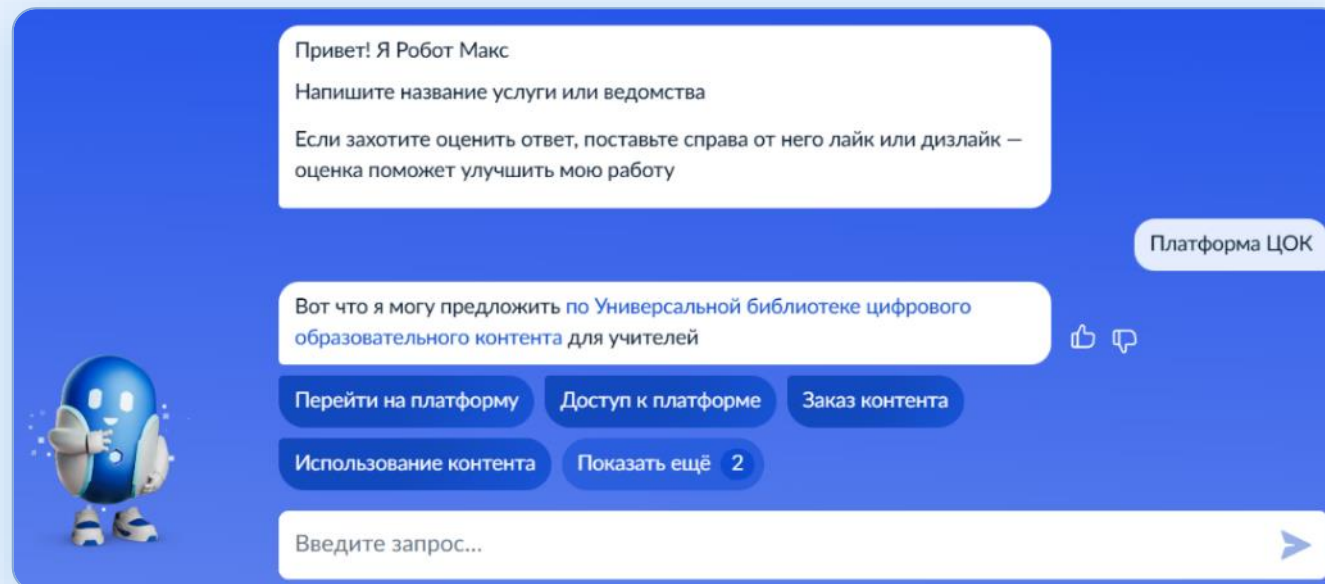 Привет! Я Робот Макс
Напишите название услуги или ведомства
Если захотите оценить ответ, поставьте справа от него лайк или дизлайк —
оценка поможет улучшить мою работу
Платформа ЦОК
Вот что я могу предложить по Универсальной библиотеке цифрового
образовательного контента для учителей
Перейти на платформу
Доступ к платформе
Заказ контента
Использование контента
Показать ещё 2
Введите запрос...